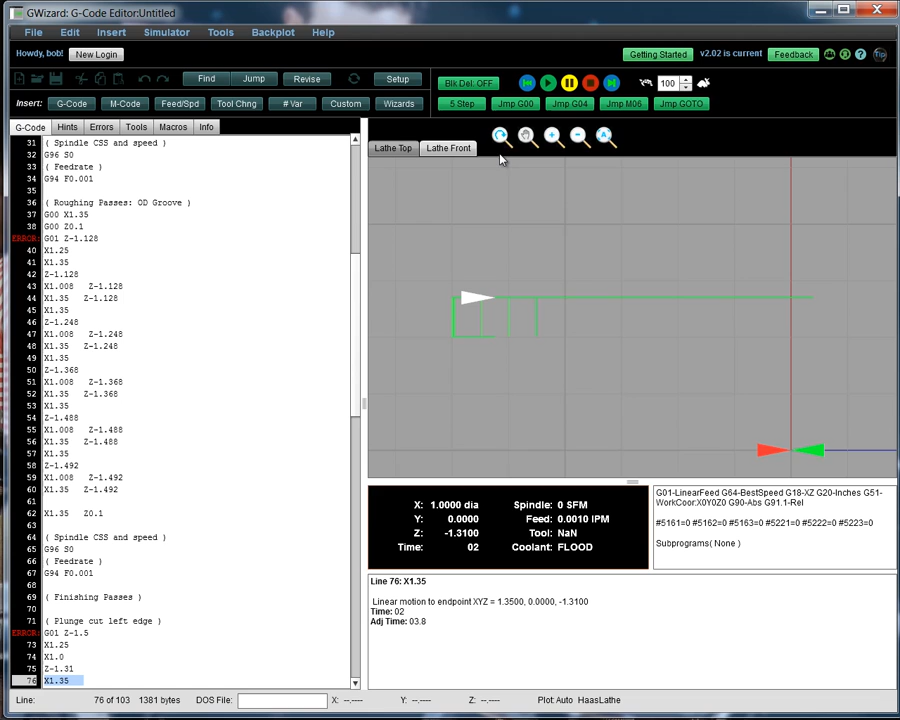 GWizard: G-Code Editor:Untitled
File Edit Insert Simulator Tools Backplot Help
Howdy, bob! New Login Getting Started v2.02 is current Feedback Tip
Find Jump Revise Setup Blk Del: OFF 100
Insert: G-Code M-Code Feed/Spd Tool Chng # Var Custom Wizards 5 Step Jmp G00 Jmp G04 Jmp M06 Jmp GOTO
G-Code Hints Errors Tools Macros Info
Lathe Top Lathe Front
31 ( Spindle CSS and speed )
32 G96 S0
33 ( Feedrate )
34 G94 F0.001
35
36 ( Roughing Passes: OD Groove )
37 G00 X1.35
38 G00 Z0.1
ERROR: G01 Z-1.128
40 X1.25
41 X1.35
42 Z-1.128
43 X1.008 Z-1.128
44 X1.35 Z-1.128
45 X1.35
46 Z-1.248
47 X1.008 Z-1.248
48 X1.35 Z-1.248
49 X1.35
50 Z-1.368
51 X1.008 Z-1.368
52 X1.35 Z-1.368
53 X1.35
54 Z-1.488
55 X1.008 Z-1.488
56 X1.35 Z-1.488
57 X1.35
58 Z-1.492
59 X1.008 Z-1.492
60 X1.35 Z-1.492
61
62 X1.35 Z0.1
63
64 ( Spindle CSS and speed )
65 G96 S0
66 ( Feedrate )
67 G94 F0.001
68
69 ( Finishing Passes )
70
71 ( Plunge cut left edge )
ERROR: G01 Z-1.5
73 X1.25
74 X1.0
75 Z-1.31
76 X1.35
X: 1.0000 dia Spindle: 0 SFM
Y: 0.0000 Feed: 0.0010 IPM
Z: -1.3100 Tool: NaN
Time: 02 Coolant: FLOOD
G01-LinearFeed G64-BestSpeed G18-XZ G20-Inches G51-
WorkCoor:X0Y0Z0 G90-Abs G91.1-Rel
#5161=0 #5162=0 #5163=0 #5221=0 #5222=0 #5223=0
Subprograms( None )
Line 76: X1.35
Linear motion to endpoint XYZ = 1.3500, 0.0000, -1.3100
Time: 02
Adj Time: 03.8
Line: 76 of 103 1381 bytes DOS File: X: --.---- Y: --.---- Z: --.---- Plot: Auto HaasLathe